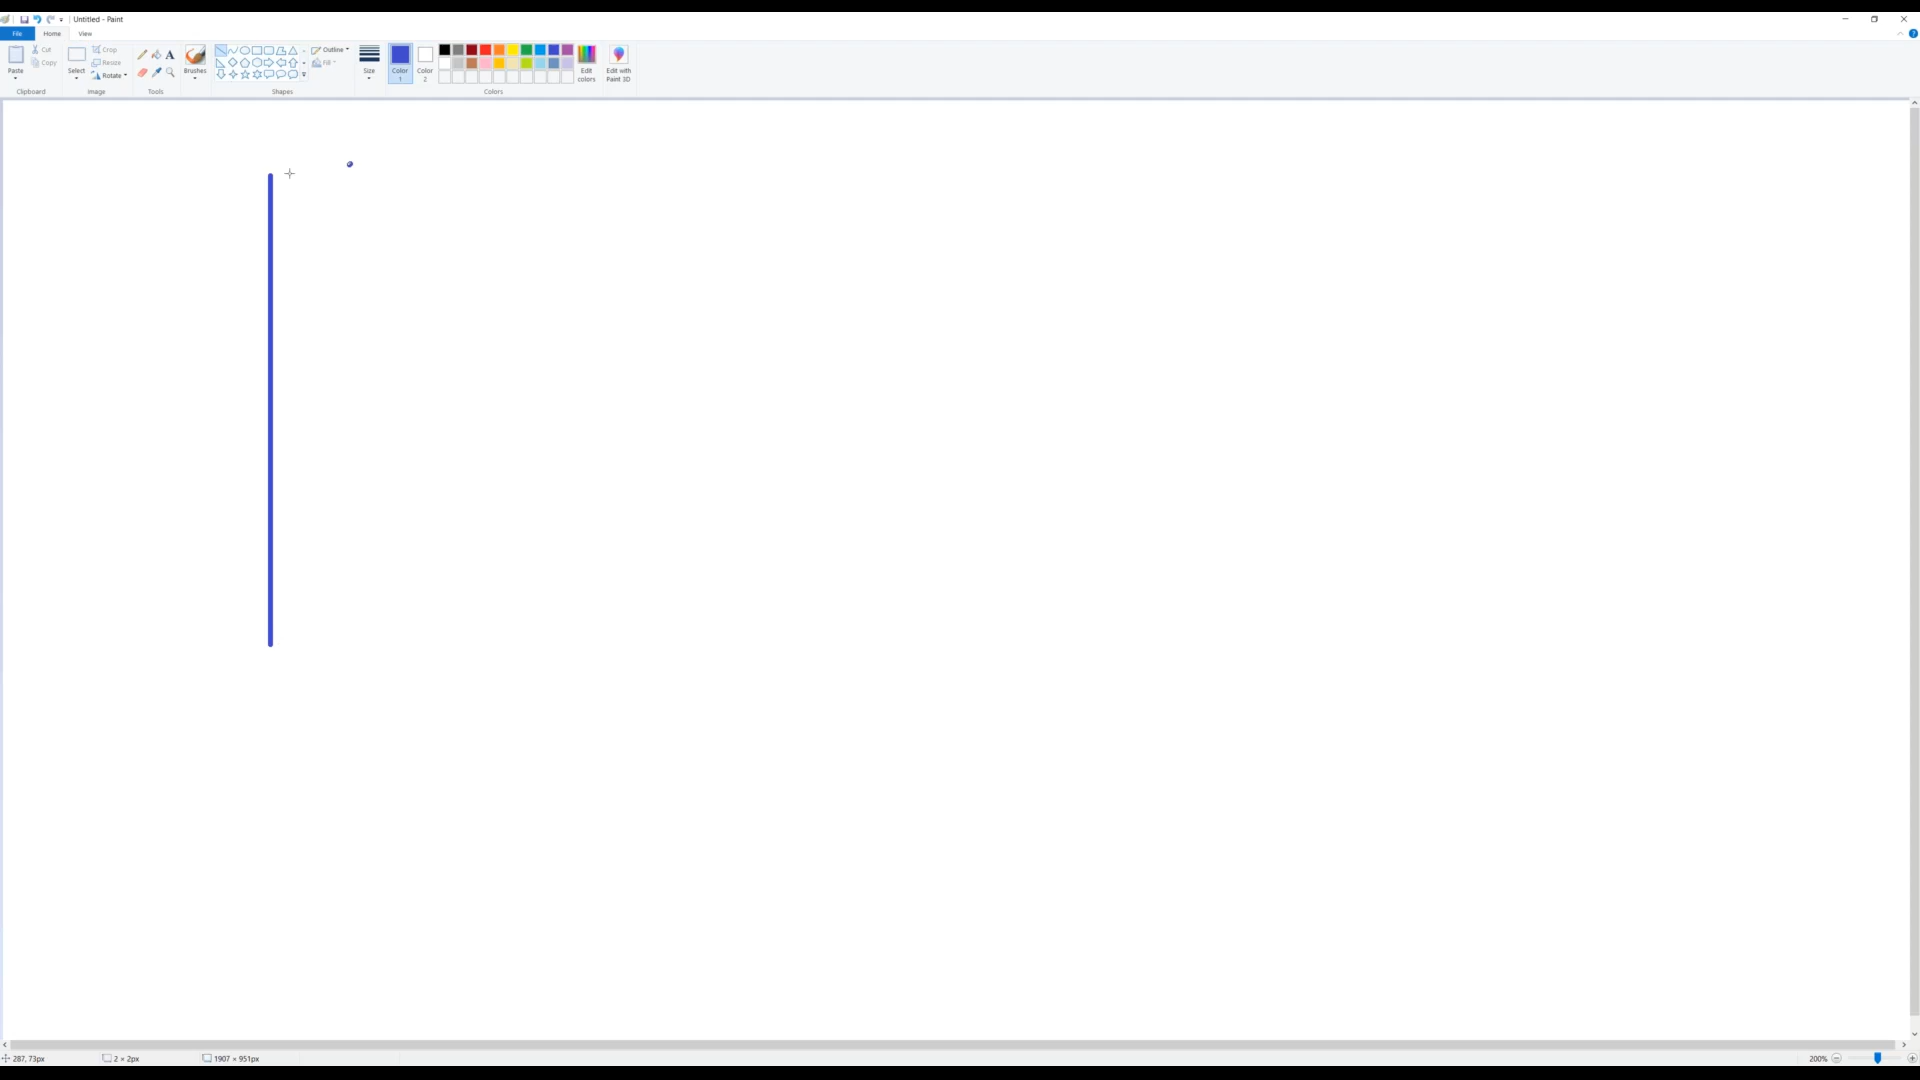 Untitled - Paint
File Home View
Paste
Cut
Copy
Clipboard
Select
Crop
Resize
Rotate
Image
A
Tools
Brushes
Outline
Fill
Shapes
Size
Color
1
Color
2
Colors
Edit
colors
Edit with
Paint 3D
287, 73px
2 × 2px
1907 × 951px
200%